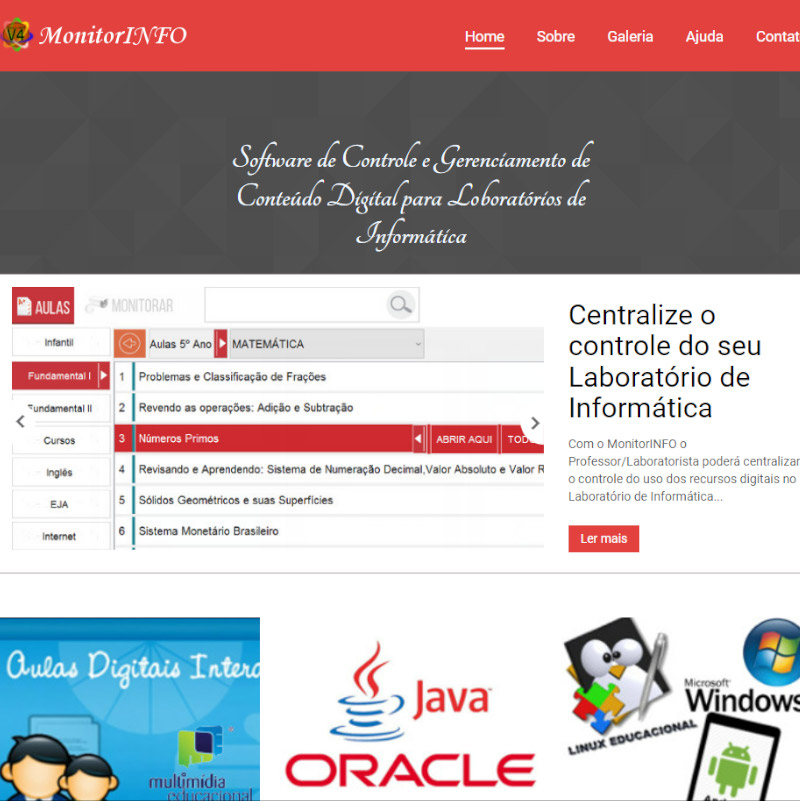 V4 MonitorINFO
Home Sobre Galeria Ajuda Contat
Software de Controle e Gerenciamento de
Conteúdo Digital para Loboratórios de
Informática
AULAS MONITORAR
Infantil
Aulas 5º Ano MATEMÁTICA
Fundamental I
1 Problemas e Classificação de Frações
Fundamental II
2 Revendo as operações: Adição e Subtração
Cursos
3 Números Primos ABRIR AQUI TOD
Inglês
4 Revisando e Aprendendo: Sistema de Numeração Decimal,Valor Absoluto e Valor R
EJA
5 Sólidos Geométricos e suas Superfícies
Internet
6 Sistema Monetário Brasileiro
Centralize o
controle do seu
Laboratório de
Informática
Com o MonitorINFO o
Professor/Laboratorista poderá centralizar
o controle do uso dos recursos digitais no
Laboratório de Informática...
Ler mais
Aulas Digitais Intera
multimídia
educacional
Java
ORACLE
LINUX EDUCACIONAL
Microsoft
Windows